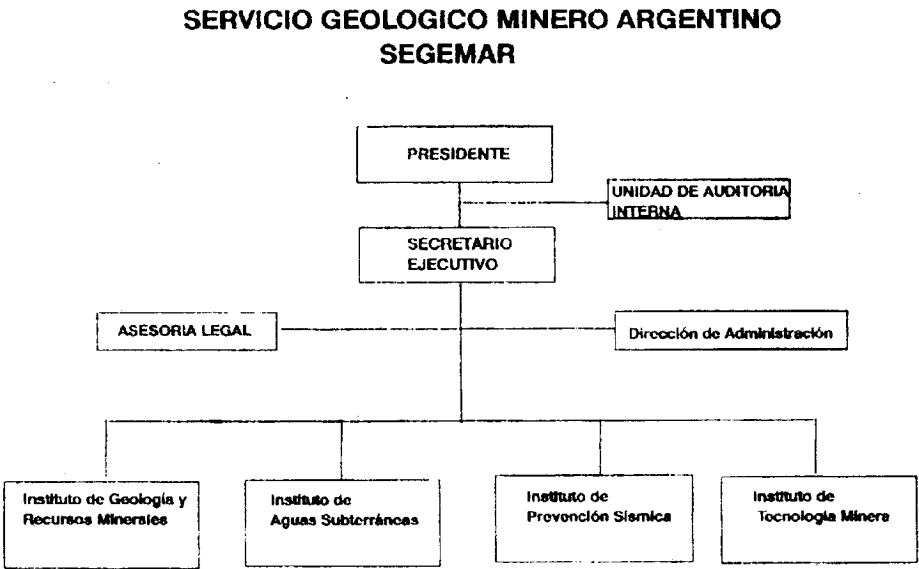 SERVICIO GEOLOGICO MINERO ARGENTINO
SEGEMAR
PRESIDENTE
UNIDAD DE AUDITORIA
INTERNA
SECRETARIO
EJECUTIVO
ASESORIA LEGAL
Dirección de Administración
Instituto de Geología y
Recursos Minerales
Instituto de
Aguas Subterráneas
Instituto de
Prevención Sísmica
Instituto de
Tecnología Minera